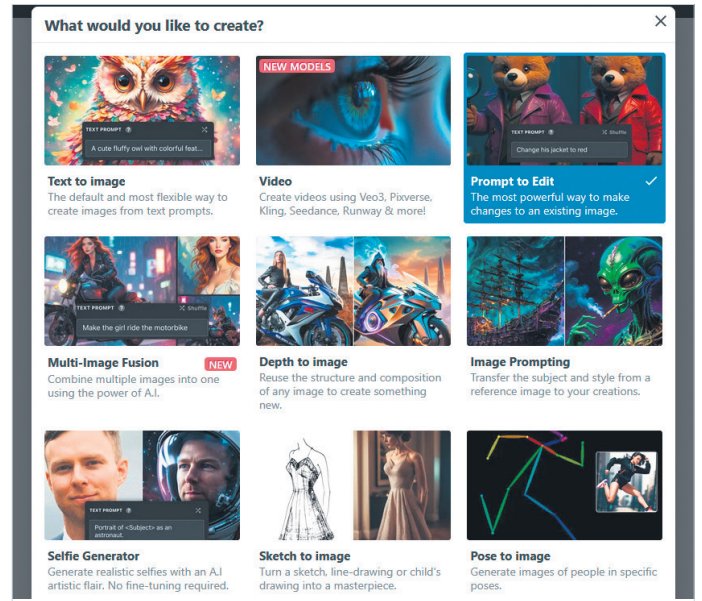 What would you like to create?
TEXT PROMPT ?
A cute fluffy owl with colorful feat...
Text to image
The default and most flexible way to
create images from text prompts.
NEW MODELS
Video
Create videos using Veo3, Pixverse,
Kling, Seedance, Runway & more!
TEXT PROMPT ? Shuffle
Change his jacket to red
Prompt to Edit
The most powerful way to make
changes to an existing image.
TEXT PROMPT ? Shuffle
Make the girl ride the motorbike
Multi-Image Fusion NEW
Combine multiple images into one
using the power of A.I.
Depth to image
Reuse the structure and composition
of any image to create something
new.
Image Prompting
Transfer the subject and style from a
reference image to your creations.
TEXT PROMPT ?
Portrait of <Subject> as an
astronaut.
Selfie Generator
Generate realistic selfies with an A.I
artistic flair. No fine-tuning required.
Sketch to image
Turn a sketch, line-drawing or child's
drawing into a masterpiece.
Pose to image
Generate images of people in specific
poses.